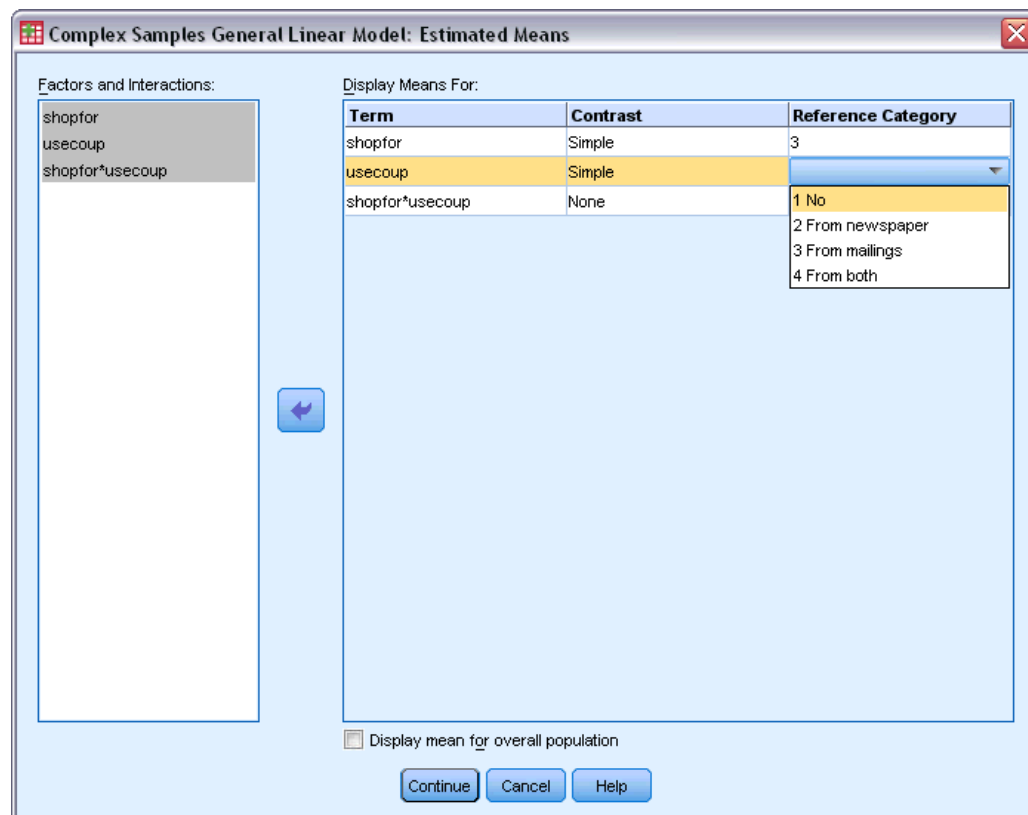 Complex Samples General Linear Model: Estimated Means
Factors and Interactions:
shopfor
usecoup
shopfor*usecoup
Display Means For:
Term Contrast Reference Category
shopfor Simple 3
usecoup Simple
shopfor*usecoup None
1 No
2 From newspaper
3 From mailings
4 From both
Display mean for overall population
Continue Cancel Help